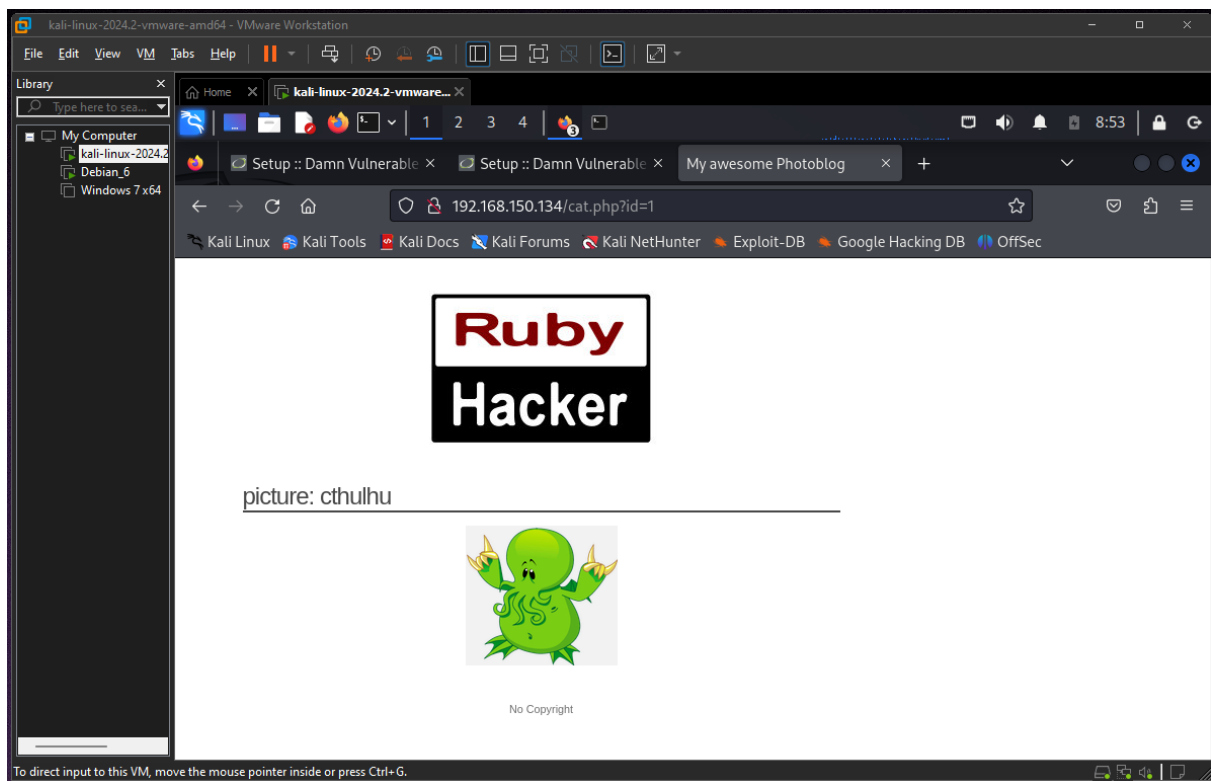 kali-linux-2024.2-vmware-amd64 - VMware Workstation
File Edit View VM Tabs Help
Library
Type here to sea...
My Computer
kali-linux-2024.2
Debian_6
Windows 7 x64
Home
kali-linux-2024.2-vmware...
1 2 3 4
3
8:53
Setup :: Damn Vulnerable
Setup :: Damn Vulnerable
My awesome Photoblog
192.168.150.134/cat.php?id=1
Kali Linux Kali Tools Kali Docs Kali Forums Kali NetHunter Exploit-DB Google Hacking DB OffSec
Ruby
Hacker
picture: cthulhu
No Copyright
To direct input to this VM, move the mouse pointer inside or press Ctrl+G.